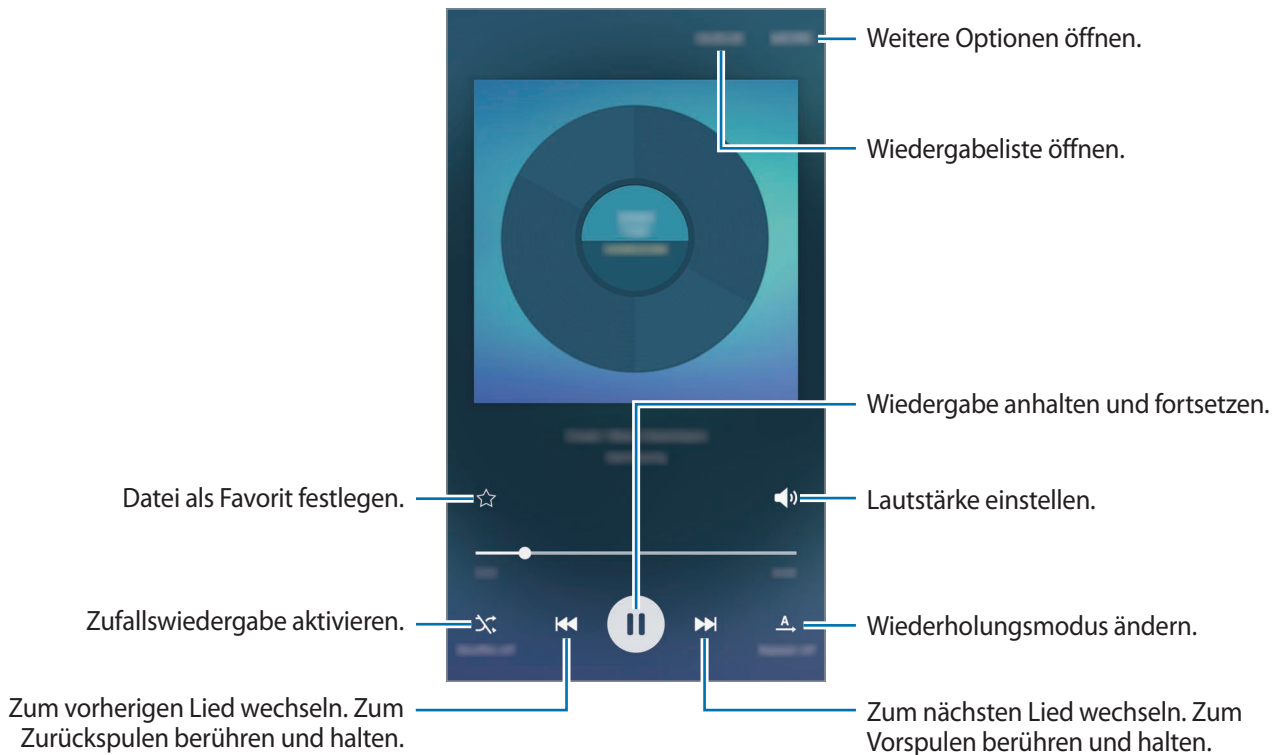 Weitere Optionen öffnen.
Wiedergabeliste öffnen.
Wiedergabe anhalten und fortsetzen.
Datei als Favorit festlegen.
Lautstärke einstellen.
Zufallswiedergabe aktivieren.
A
Wiederholungsmodus ändern.
Zum vorherigen Lied wechseln. Zum
Zurückspulen berühren und halten.
Zum nächsten Lied wechseln. Zum
Vorspulen berühren und halten.